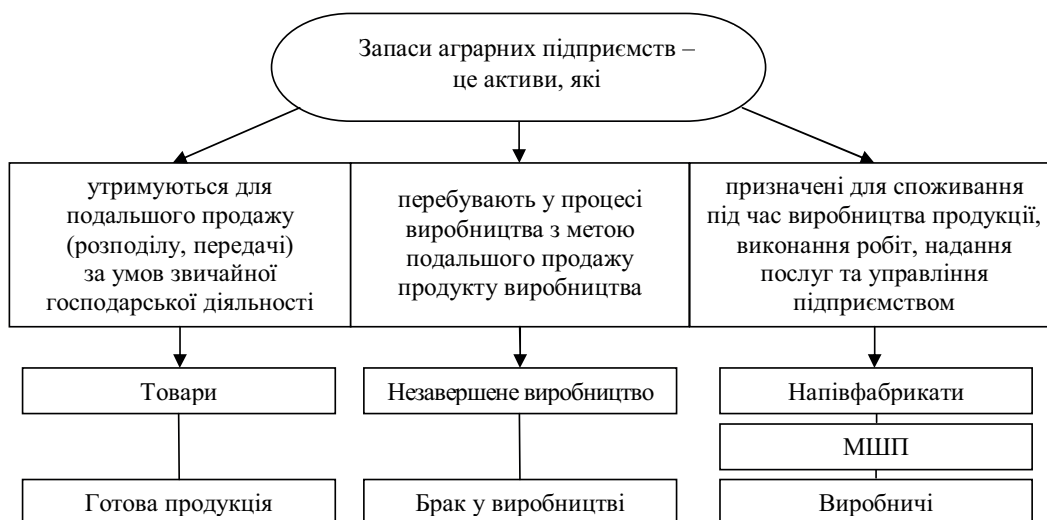 Запаси аграрних підприємств –
це активи, які
утримуються для
подальшого продажу
(розподілу, передачі)
за умов звичайної
господарської діяльності
перебувають у процесі
виробництва з метою
подальшого продажу
продукту виробництва
призначені для споживання
під час виробництва продукції,
виконання робіт, надання
послуг та управління
підприємством
Товари
Незавершене виробництво
Напівфабрикати
МШП
Готова продукція
Брак у виробництві
Виробничі